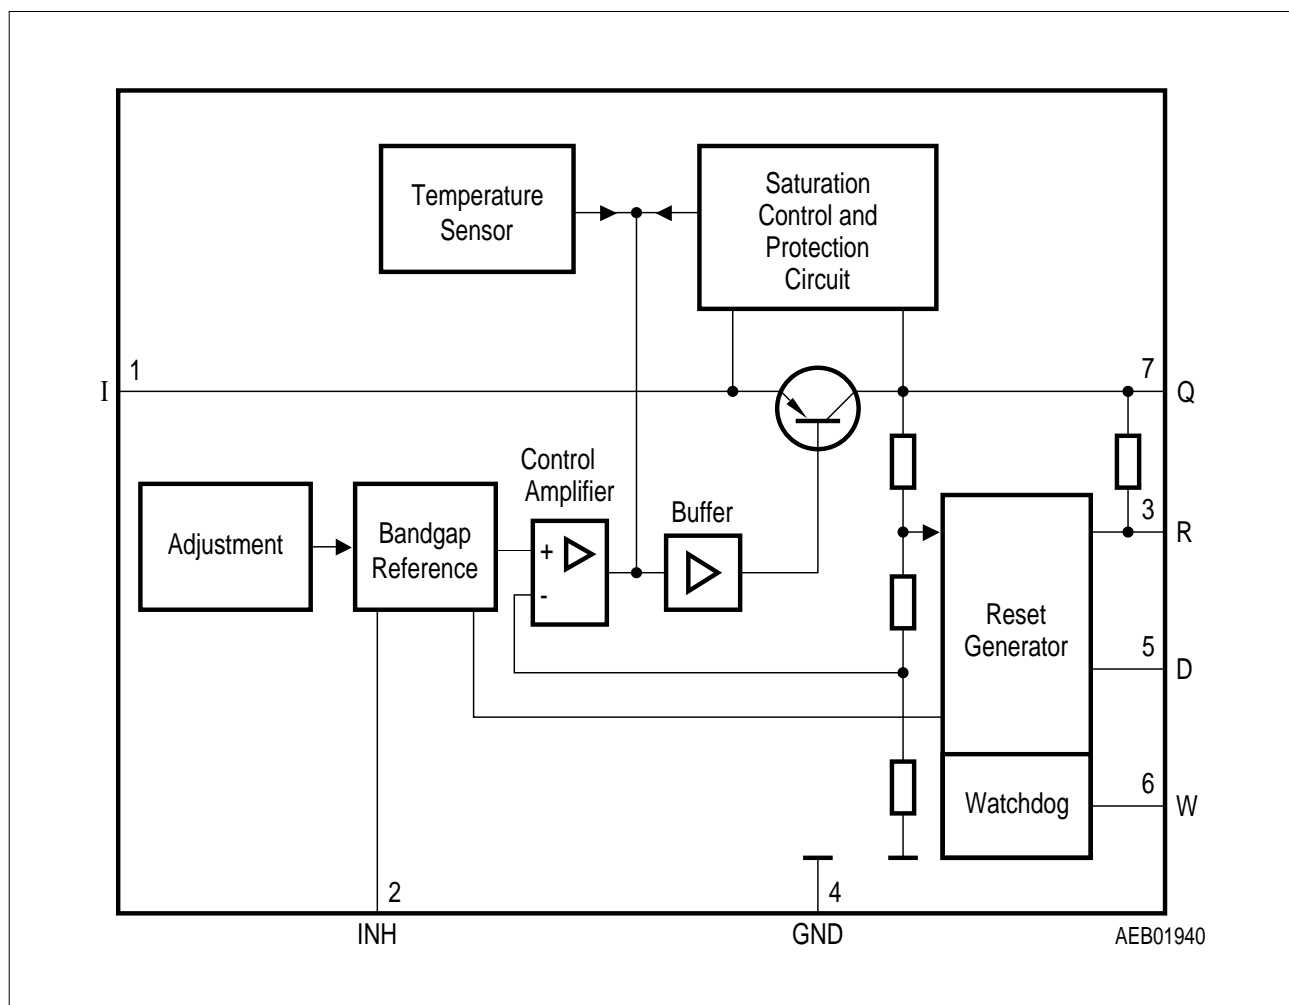 Temperature
Sensor
Saturation
Control and
Protection
Circuit
I
1
7
Q
Control
Amplifier
Adjustment
Bandgap
Reference
+
-
Buffer
3
R
Reset
Generator
5
D
Watchdog
6
W
2
INH
4
GND
AEB01940